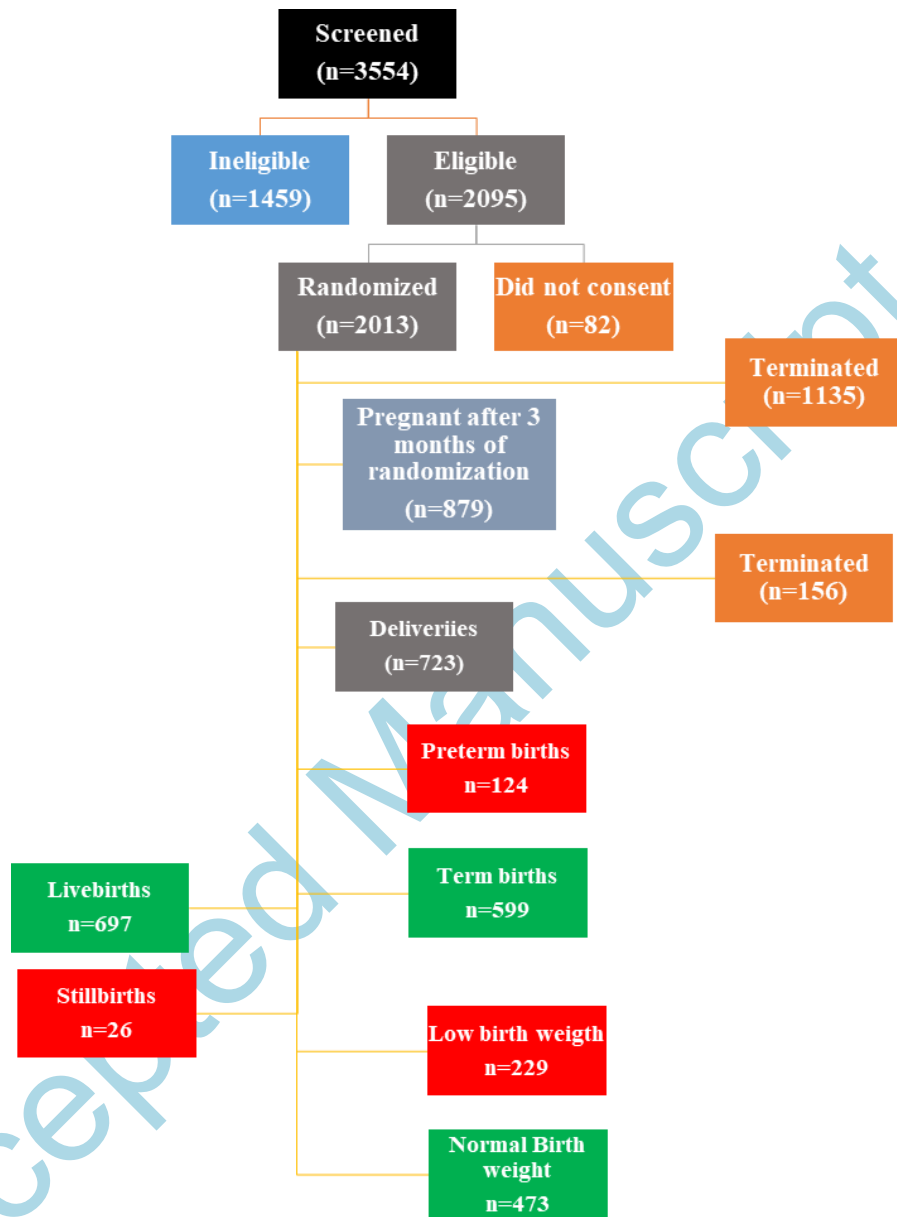 Screened
(n=3554)
Ineligible
(n=1459)
Eligible
(n=2095)
Randomized
(n=2013)
Did not consent
(n=82)
Terminated
(n=1135)
Pregnant after 3
months of
randomization
(n=879)
Terminated
(n=156)
Deliveriies
(n=723)
Preterm births
n=124
Term births
n=599
Livebirths
n=697
Stillbirths
n=26
Low birth weigth
n=229
Normal Birth
weight
n=473
cepted Manuscript